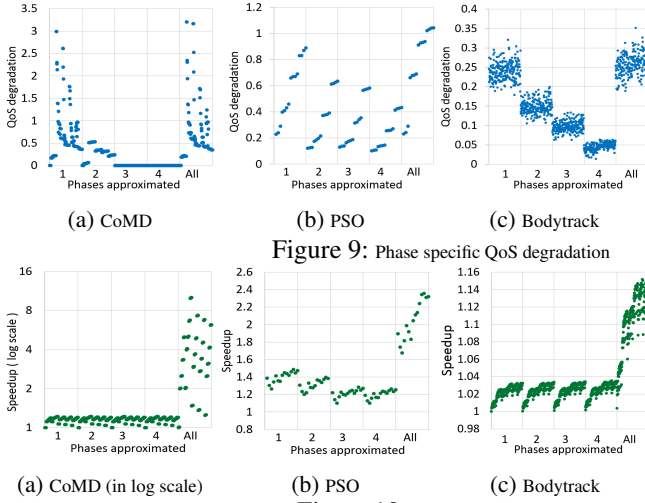 QoS degradation
4
3.5
3
2.5
2
1.5
1
0.5
0
1 2 3 4 All
Phases approximated
(a) CoMD
QoS degradation
1.2
1
0.8
0.6
0.4
0.2
0
1 2 3 4 All
Phases approximated
(b) PSO
QoS degradation
0.4
0.35
0.3
0.25
0.2
0.15
0.1
0.05
0
1 2 3 4 All
Phases approximated
(c) Bodytrack
Figure 9: Phase specific QoS degradation
Speedup ( log scale )
16
8
4
2
1
1 2 3 4 All
Phases approximated
(a) CoMD (in log scale)
Speedup
2.6
2.4
2.2
2
1.8
1.6
1.4
1.2
1
0.8
1 2 3 4 All
Phases approximated
(b) PSO
Speedup
1.16
1.14
1.12
1.1
1.08
1.06
1.04
1.02
1
0.98
1 2 3 4 All
Phases approximated
(c) Bodytrack